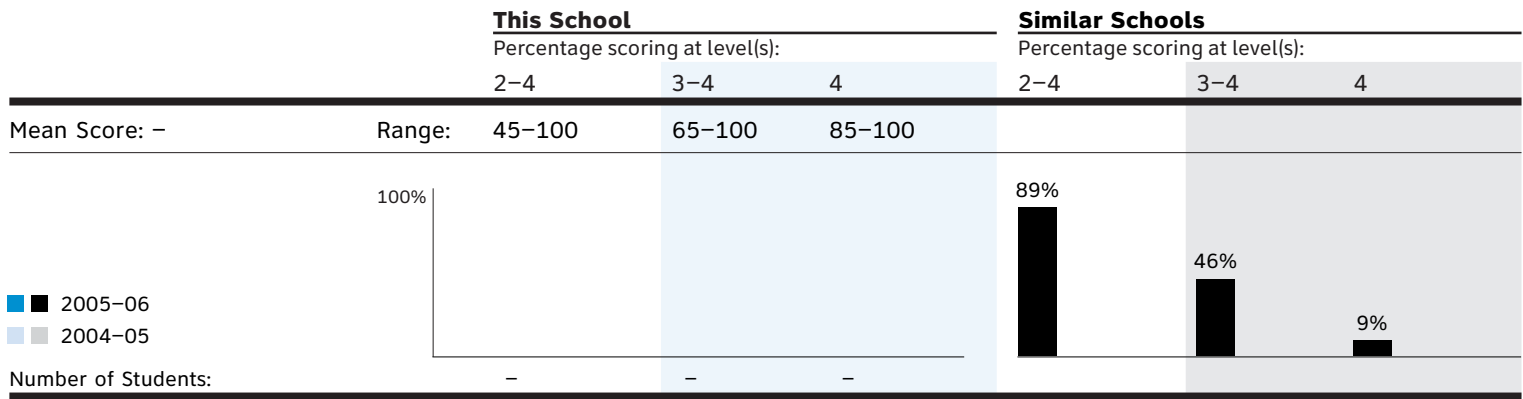 This School Similar Schools
Percentage scoring at level(s): Percentage scoring at level(s):
2–4 3–4 4 2–4 3–4 4
Mean Score: – Range: 45–100 65–100 85–100
100%
89%
46%
9%
2005–06
2004–05
Number of Students: – – –